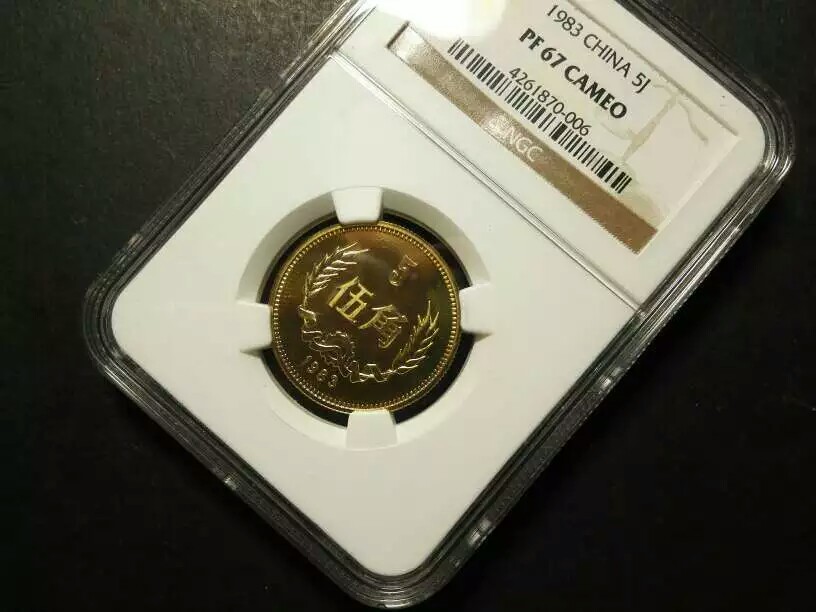 1983 CHINA 5J
PF 67 CAMEO
4261870-006
NGC
5
伍角
1983